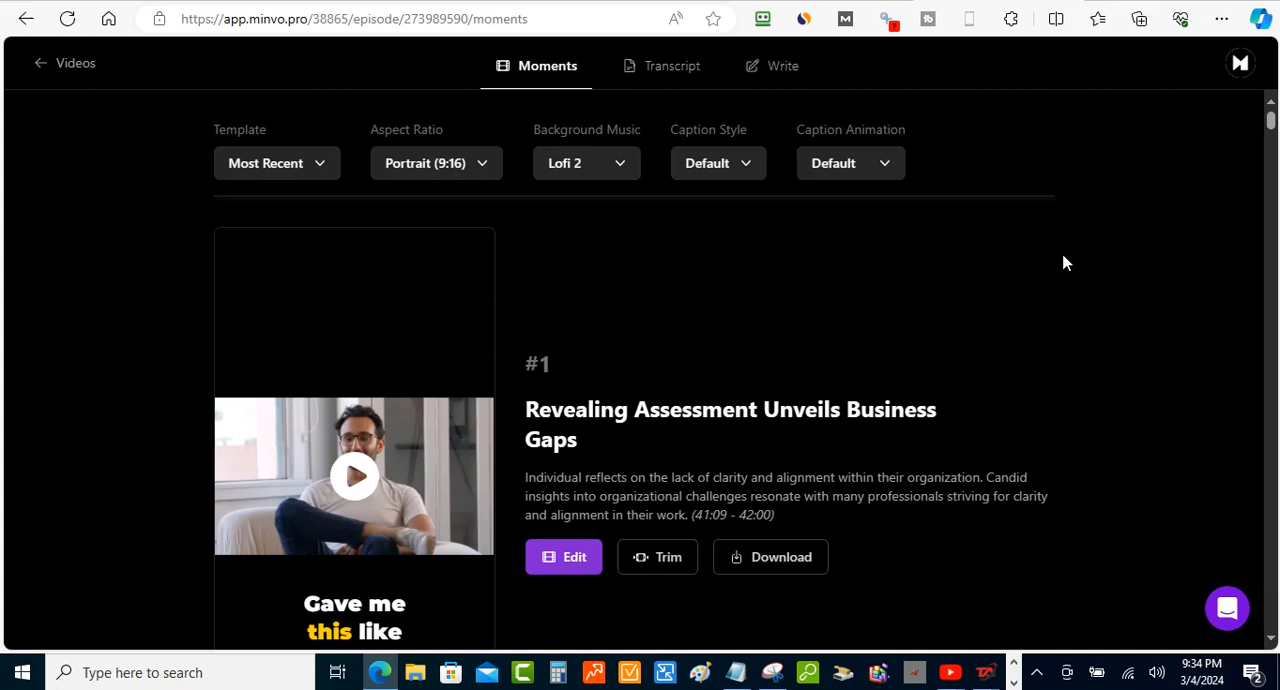 https://app.minvo.pro/38865/episode/273989590/moments
Videos
Moments
Transcript
Write
Template
Aspect Ratio
Background Music
Caption Style
Caption Animation
Most Recent
Portrait (9:16)
Lofi 2
Default
Default
#1
Revealing Assessment Unveils Business
Gaps
Individual reflects on the lack of clarity and alignment within their organization. Candid
insights into organizational challenges resonate with many professionals striving for clarity
and alignment in their work. (41:09 - 42:00)
Edit
Trim
Download
Gave me
this like
Type here to search
9:34 PM
3/4/2024
2